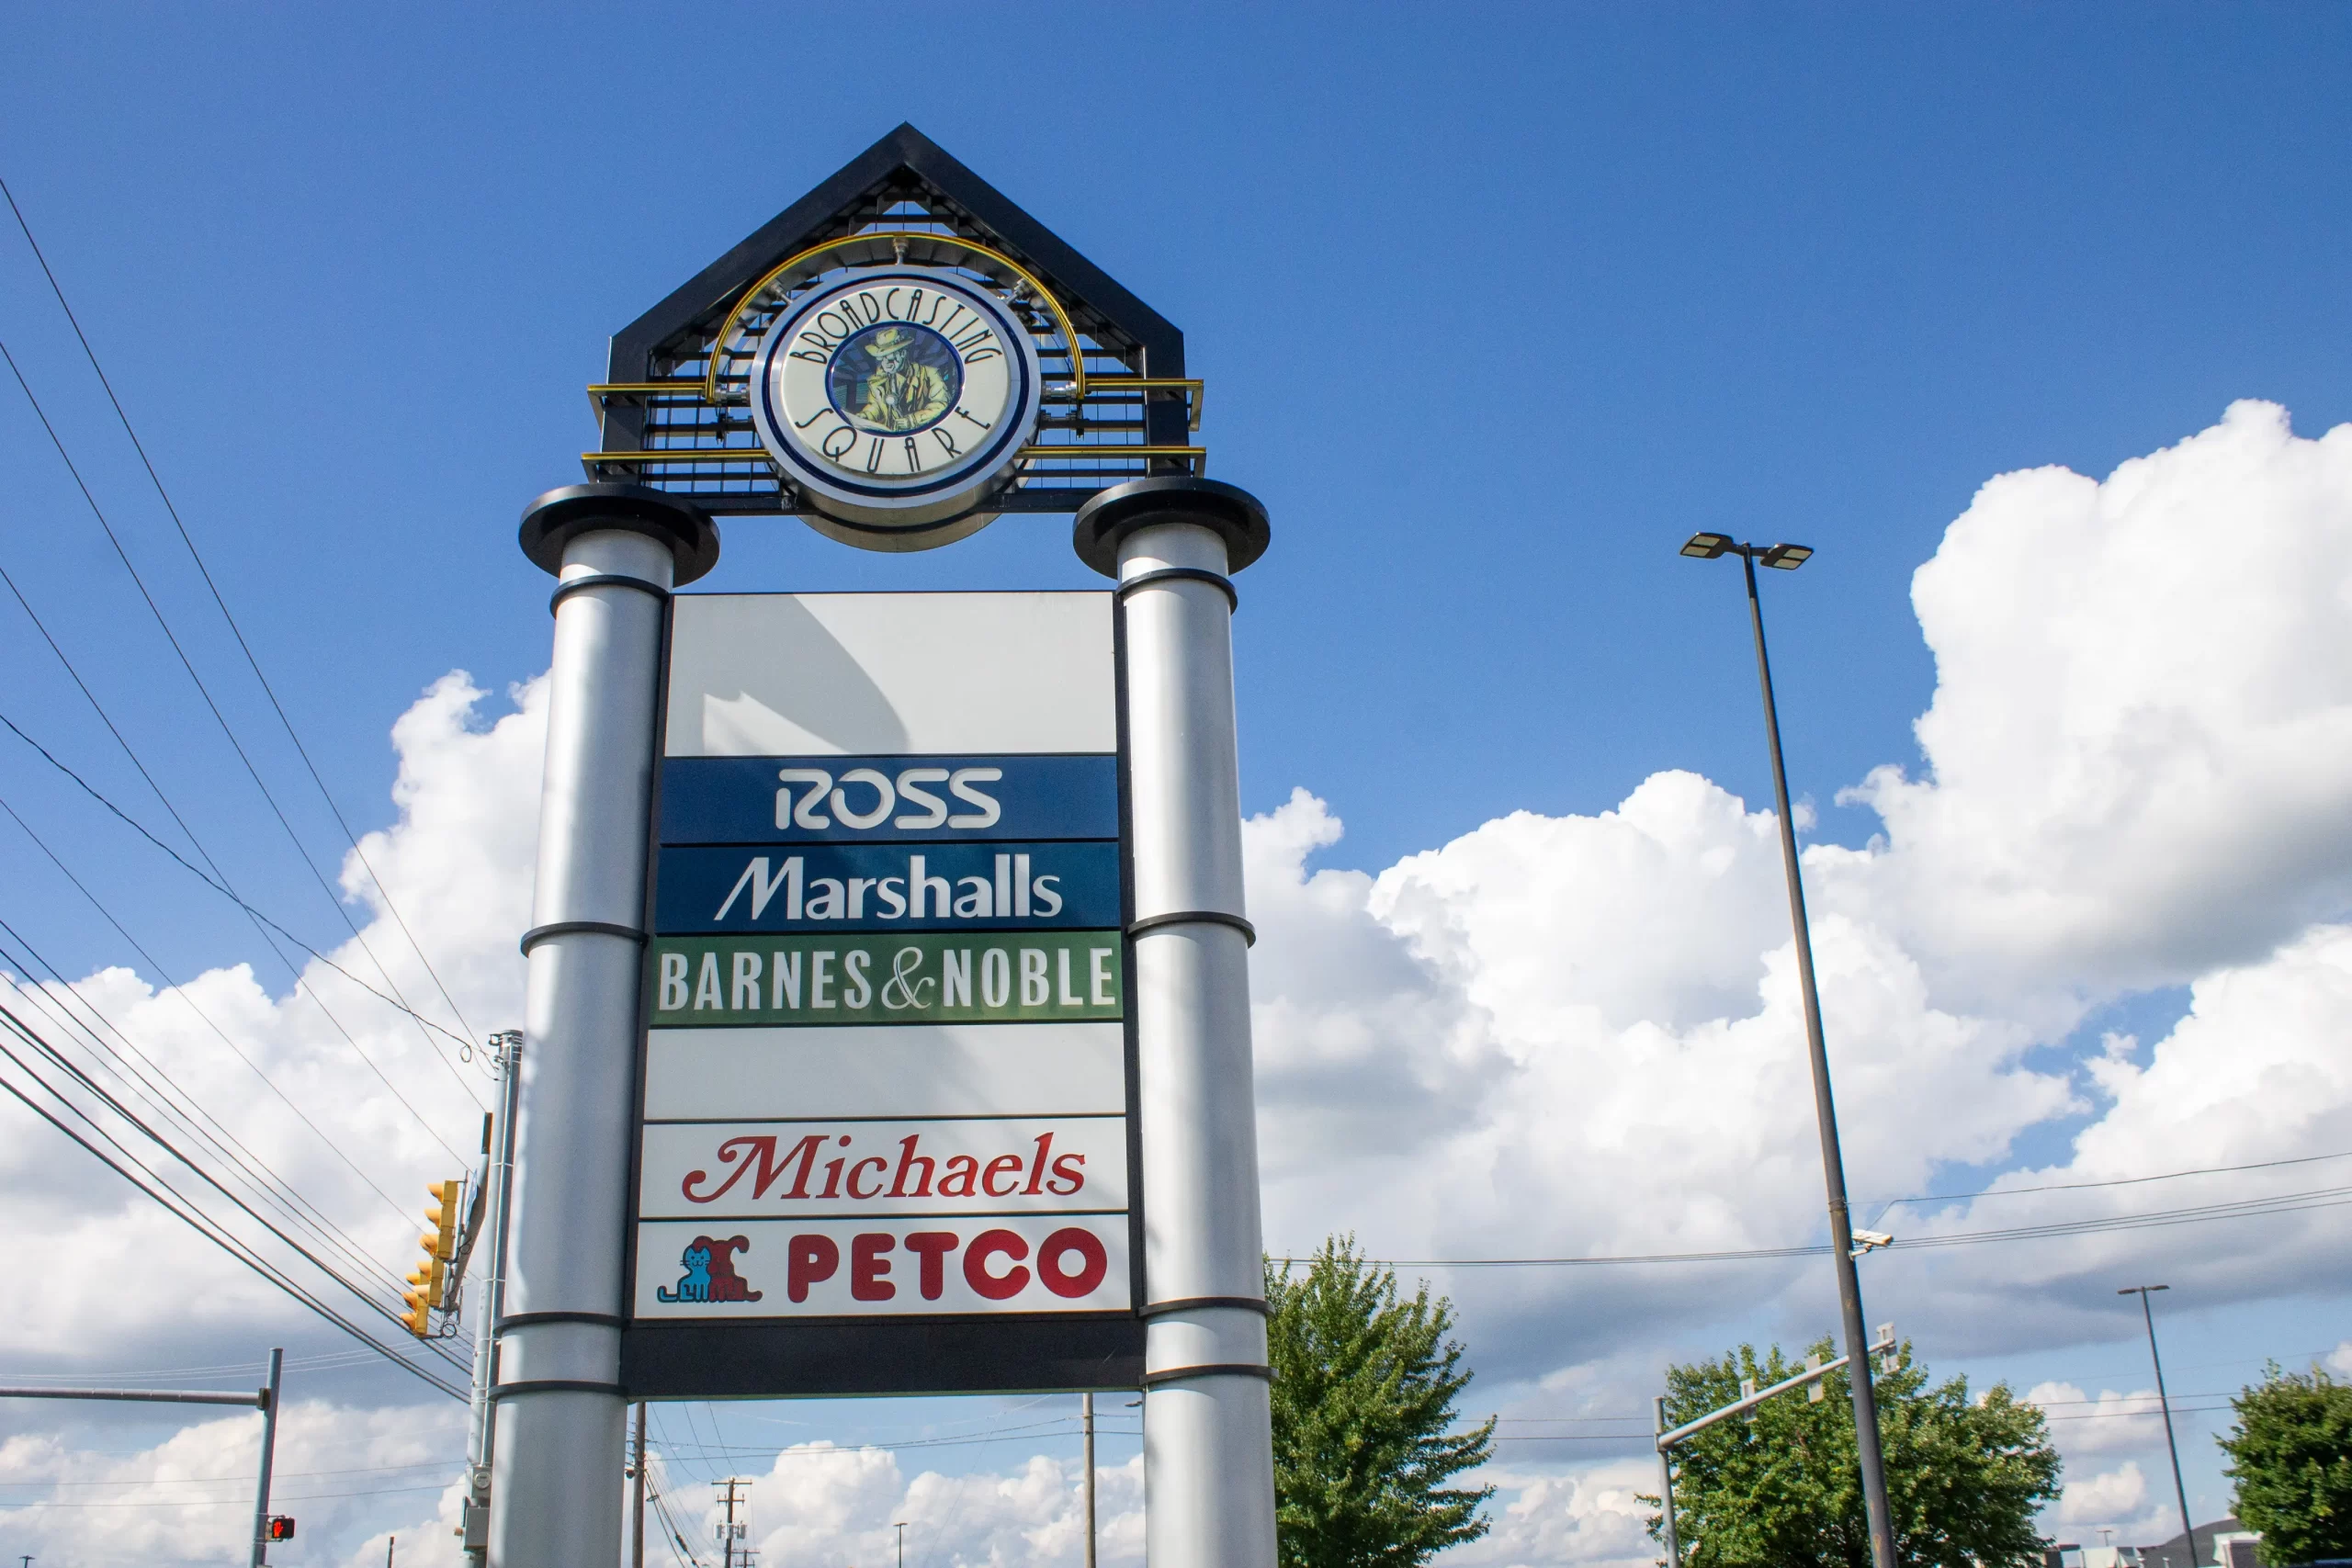 BROADCASTING
SQUARE
ROSS
Marshalls
BARNES & NOBLE
Michaels
PETCO